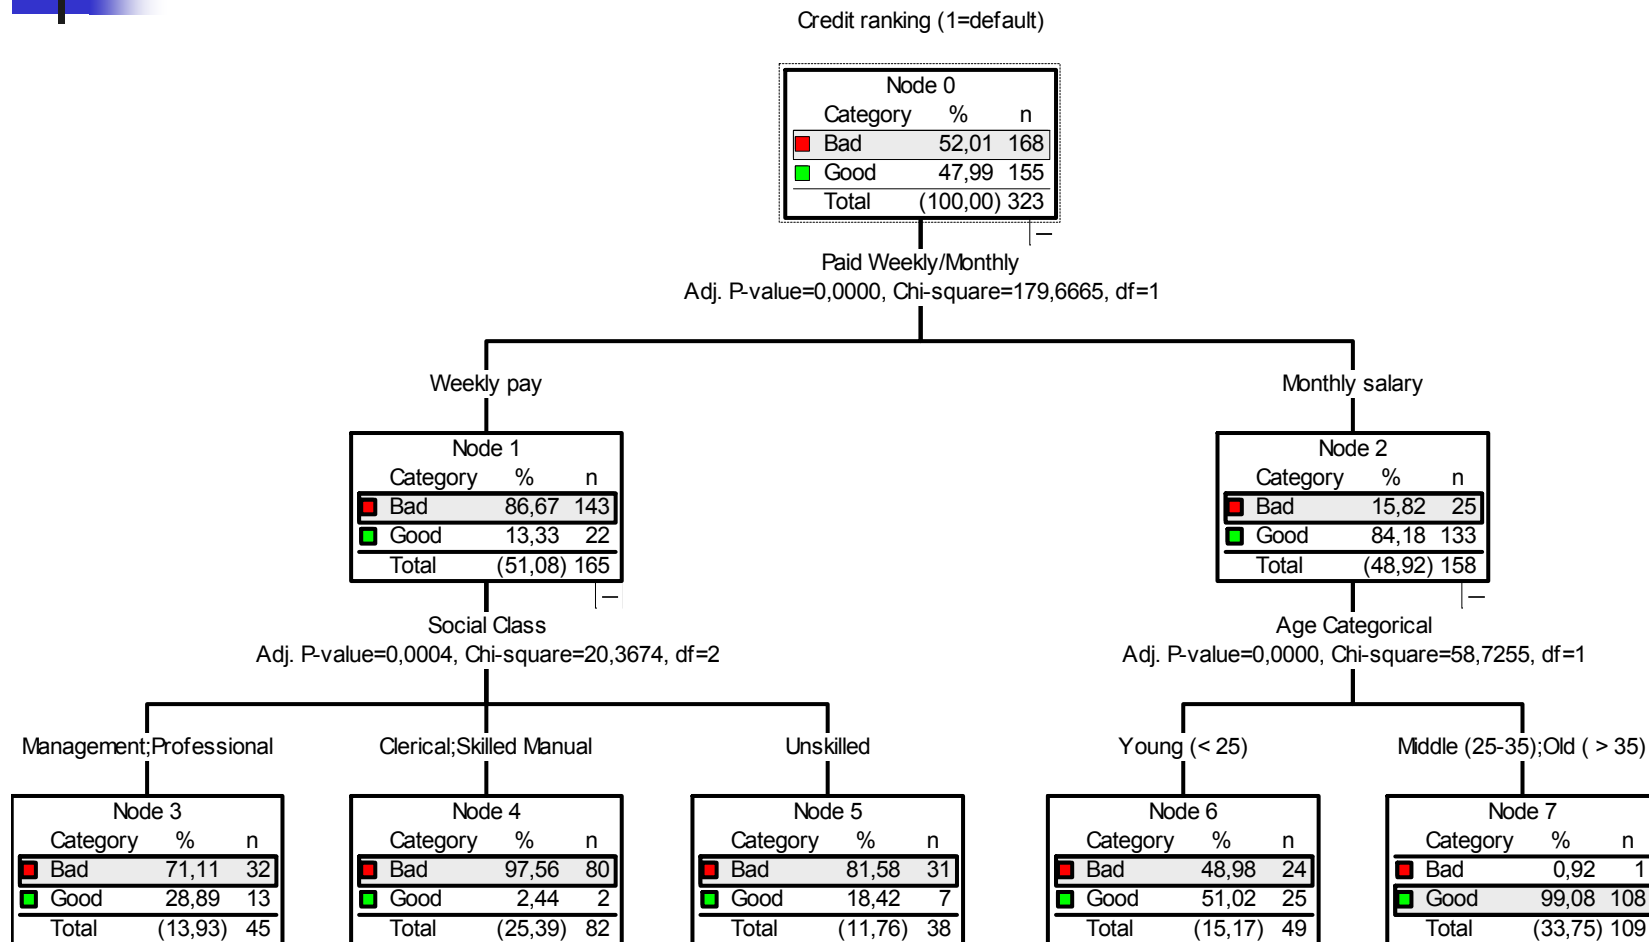 Credit ranking (1=default)
Node 0
Category % n
Bad 52,01 168
Good 47,99 155
Total (100,00) 323
Paid Weekly/Monthly
Adj. P-value=0,0000, Chi-square=179,6665, df=1
Weekly pay
Monthly salary
Node 1
Category % n
Bad 86,67 143
Good 13,33 22
Total (51,08) 165
Node 2
Category % n
Bad 15,82 25
Good 84,18 133
Total (48,92) 158
Social Class
Adj. P-value=0,0004, Chi-square=20,3674, df=2
Age Categorical
Adj. P-value=0,0000, Chi-square=58,7255, df=1
Management;Professional
Clerical;Skilled Manual
Unskilled
Young (< 25)
Middle (25-35);Old ( > 35)
Node 3
Category % n
Bad 71,11 32
Good 28,89 13
Total (13,93) 45
Node 4
Category % n
Bad 97,56 80
Good 2,44 2
Total (25,39) 82
Node 5
Category % n
Bad 81,58 31
Good 18,42 7
Total (11,76) 38
Node 6
Category % n
Bad 48,98 24
Good 51,02 25
Total (15,17) 49
Node 7
Category % n
Bad 0,92 1
Good 99,08 108
Total (33,75) 109